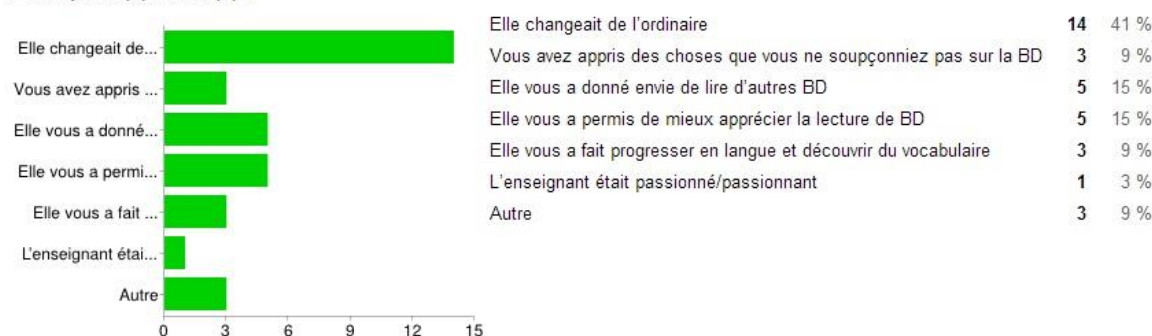 Elle changeait de...
Vous avez appris ...
Elle vous a donné...
Elle vous a permi...
Elle vous a fait ...
L'enseignant étai...
Autre
0 3 6 9 12 15
Elle changeait de l'ordinaire 14 41 %
Vous avez appris des choses que vous ne soupçonniez pas sur la BD 3 9 %
Elle vous a donné envie de lire d'autres BD 5 15 %
Elle vous a permis de mieux apprécier la lecture de BD 5 15 %
Elle vous a fait progresser en langue et découvrir du vocabulaire 3 9 %
L'enseignant était passionné/passionnant 1 3 %
Autre 3 9 %